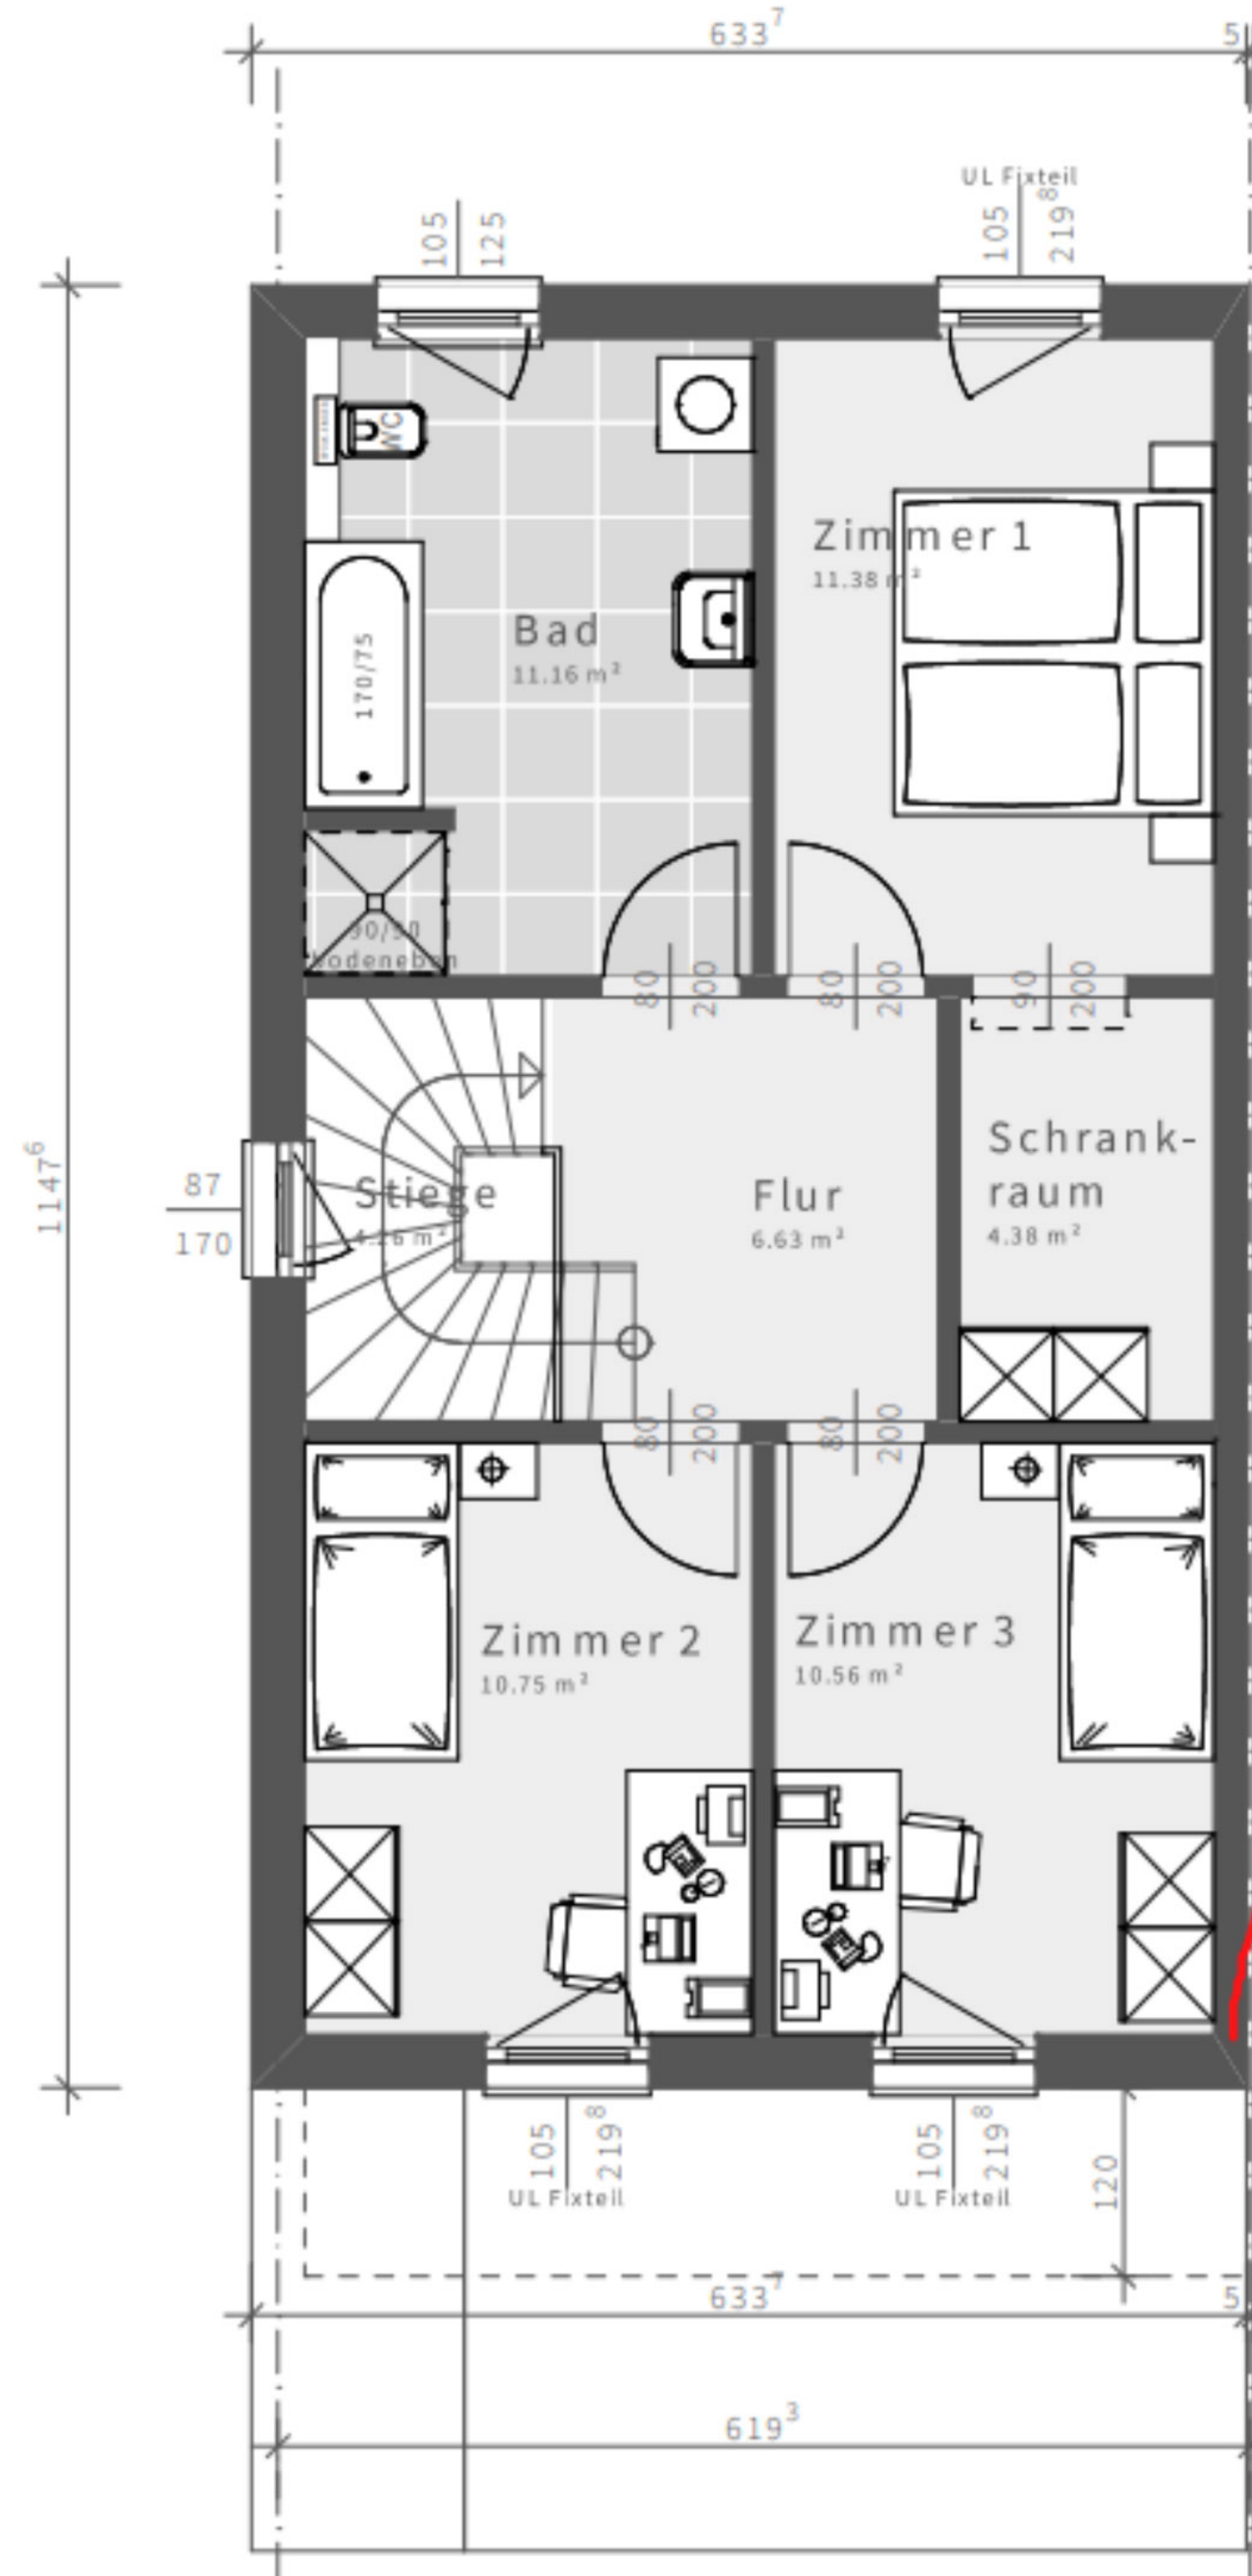 633⁷
5
UL Fixteil
105
125
105
219⁸
WC
Zimmer 1
11.38 m²
Bad
11.16 m²
170/75
90/90
bodeneben
80
200
80
200
90
200
Schrank-
raum
4.38 m²
1147⁶
87
170
Stiege
4.26 m²
Flur
6.63 m²
80
200
80
200
Zimmer 2
10.75 m²
Zimmer 3
10.56 m²
105
219⁸
UL Fixteil
105
219⁸
UL Fixteil
120
633⁷
5
619³